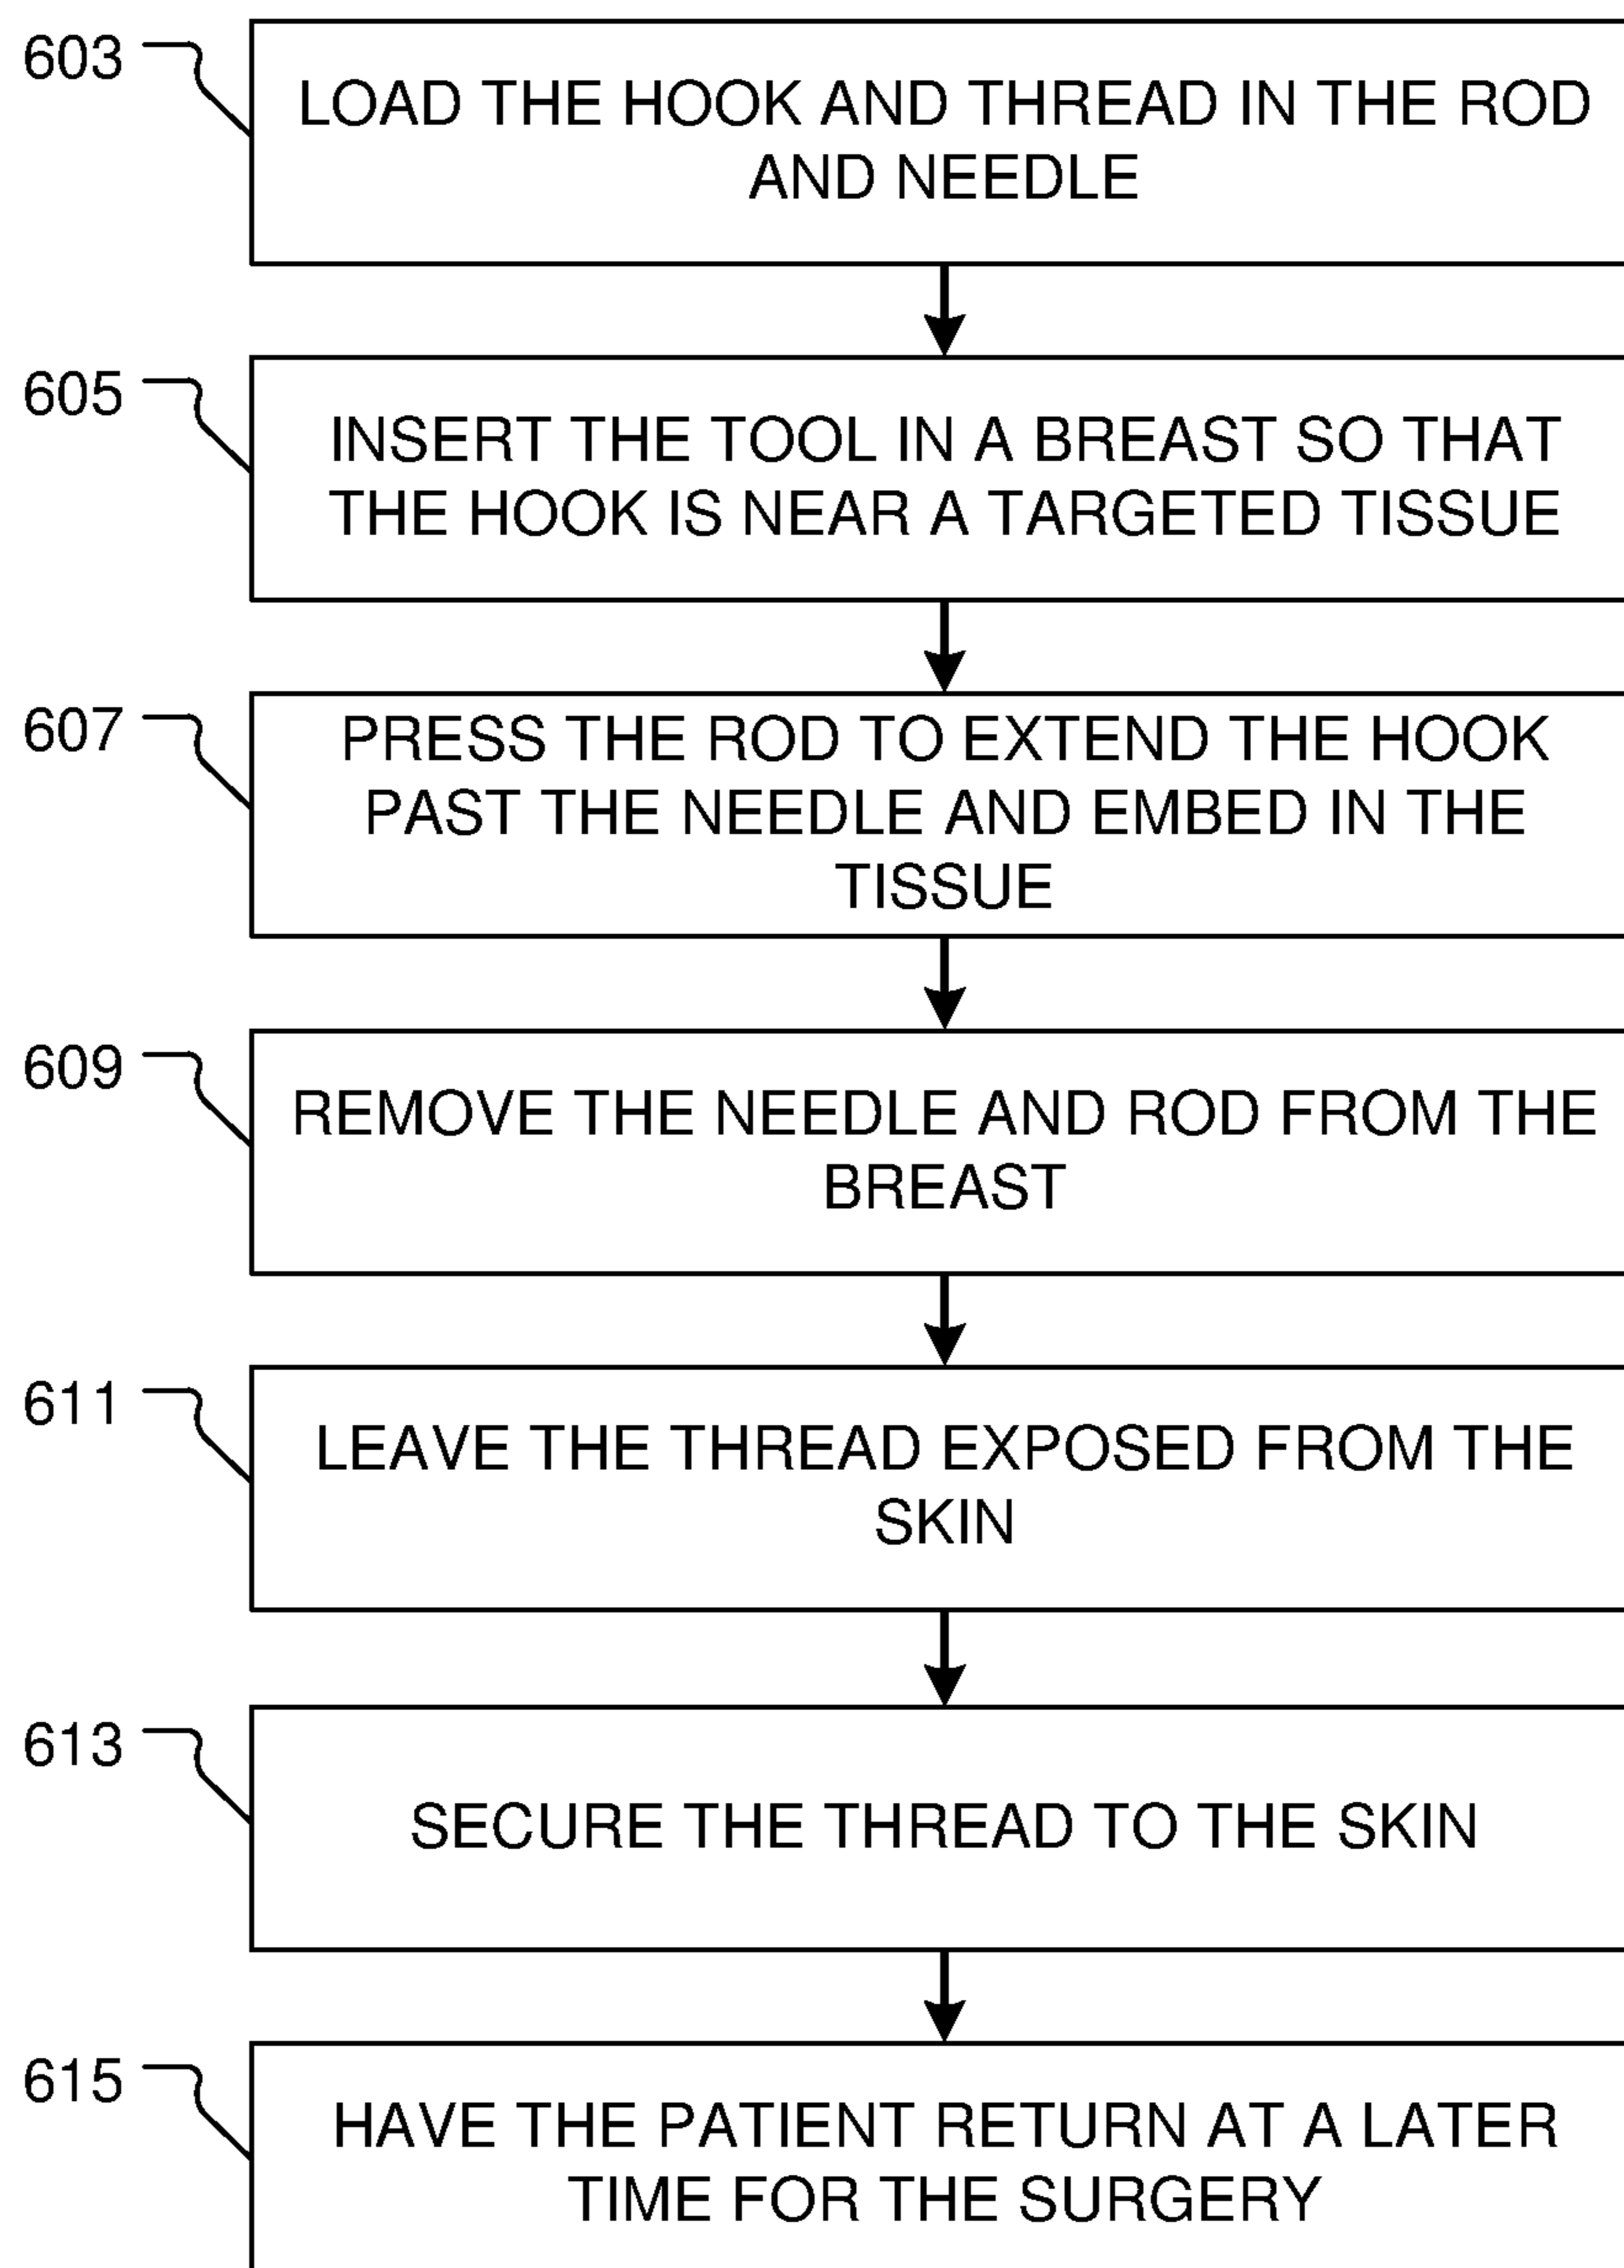 603
LOAD THE HOOK AND THREAD IN THE ROD
AND NEEDLE
605
INSERT THE TOOL IN A BREAST SO THAT
THE HOOK IS NEAR A TARGETED TISSUE
607
PRESS THE ROD TO EXTEND THE HOOK
PAST THE NEEDLE AND EMBED IN THE
TISSUE
609
REMOVE THE NEEDLE AND ROD FROM THE
BREAST
611
LEAVE THE THREAD EXPOSED FROM THE
SKIN
613
SECURE THE THREAD TO THE SKIN
615
HAVE THE PATIENT RETURN AT A LATER
TIME FOR THE SURGERY